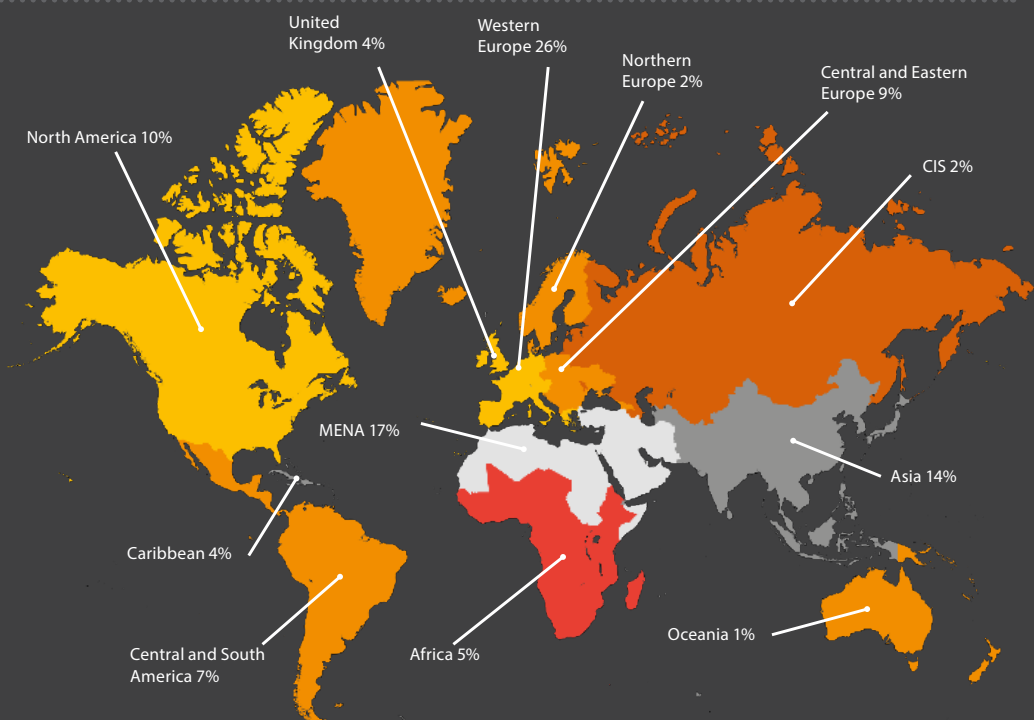 United
Kingdom 4%
Western
Europe 26%
Northern
Europe 2%
Central and Eastern
Europe 9%
North America 10%
CIS 2%
MENA 17%
Asia 14%
Caribbean 4%
Oceania 1%
Central and South
America 7%
Africa 5%